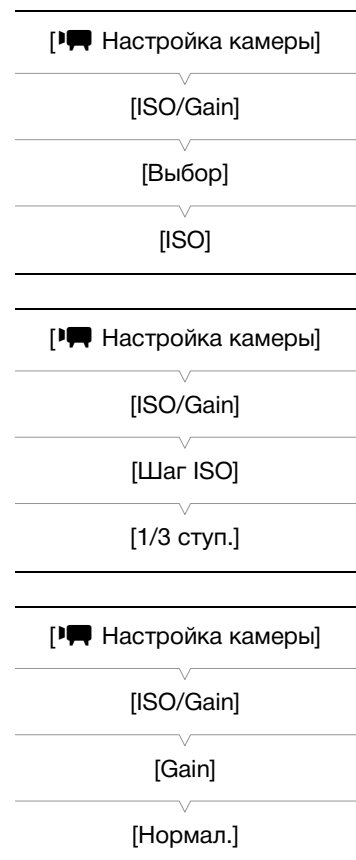 [ Настройка камеры]
[ISO/Gain]
[Выбор]
[ISO]
[ Настройка камеры]
[ISO/Gain]
[Шаг ISO]
[1/3 ступ.]
[ Настройка камеры]
[ISO/Gain]
[Gain]
[Нормал.]